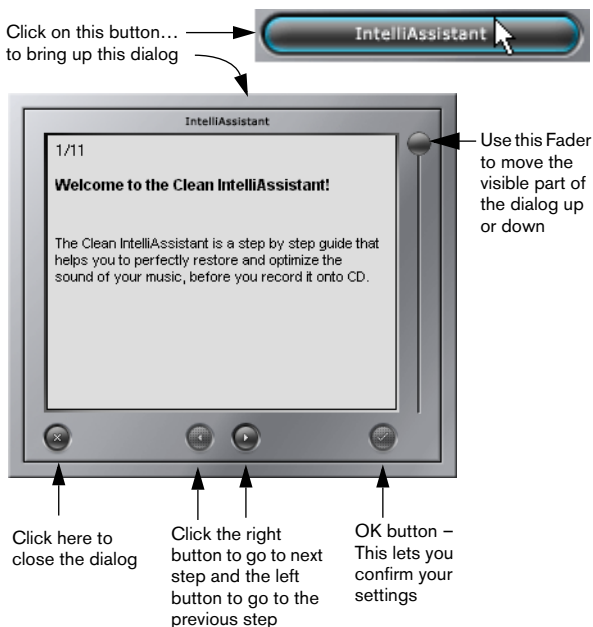 Click on this button…
to bring up this dialog
IntelliAssistant
IntelliAssistant
1/11
Welcome to the Clean IntelliAssistant!
The Clean IntelliAssistant is a step by step guide that
helps you to perfectly restore and optimize the
sound of your music, before you record it onto CD.
Use this Fader
to move the
visible part of
the dialog up
or down
Click here to
close the dialog
Click the right
button to go to next
step and the left
button to go to the
previous step
OK button –
This lets you
confirm your
settings